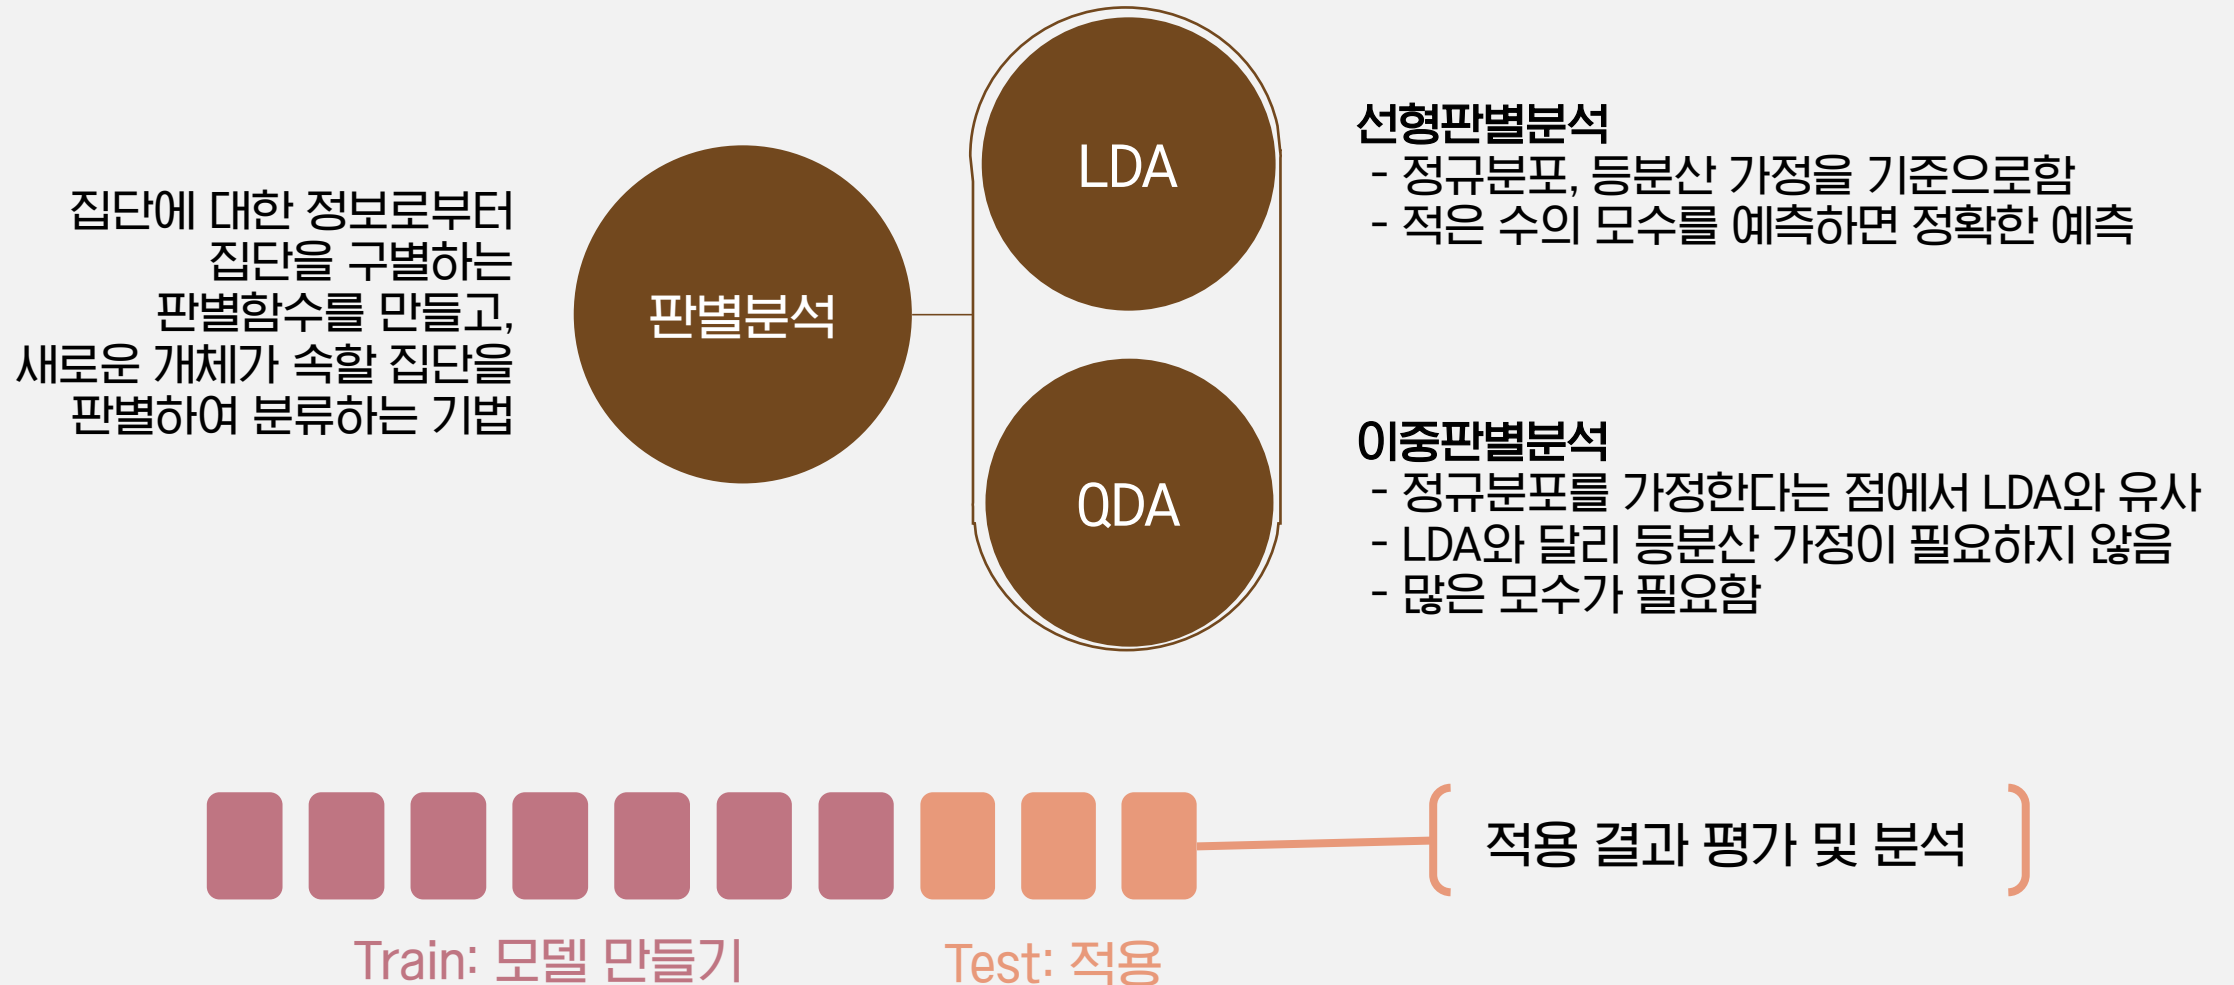 집단에 대한 정보로부터
집단을 구별하는
판별함수를 만들고,
새로운 개체가 속할 집단을
판별하여 분류하는 기법
판별분석
LDA
선형판별분석
- 정규분포, 등분산 가정을 기준으로함
- 적은 수의 모수를 예측하면 정확한 예측
QDA
이중판별분석
- 정규분포를 가정한다는 점에서 LDA와 유사
- LDA와 달리 등분산 가정이 필요하지 않음
- 많은 모수가 필요함
적용 결과 평가 및 분석
Train: 모델 만들기
Test: 적용